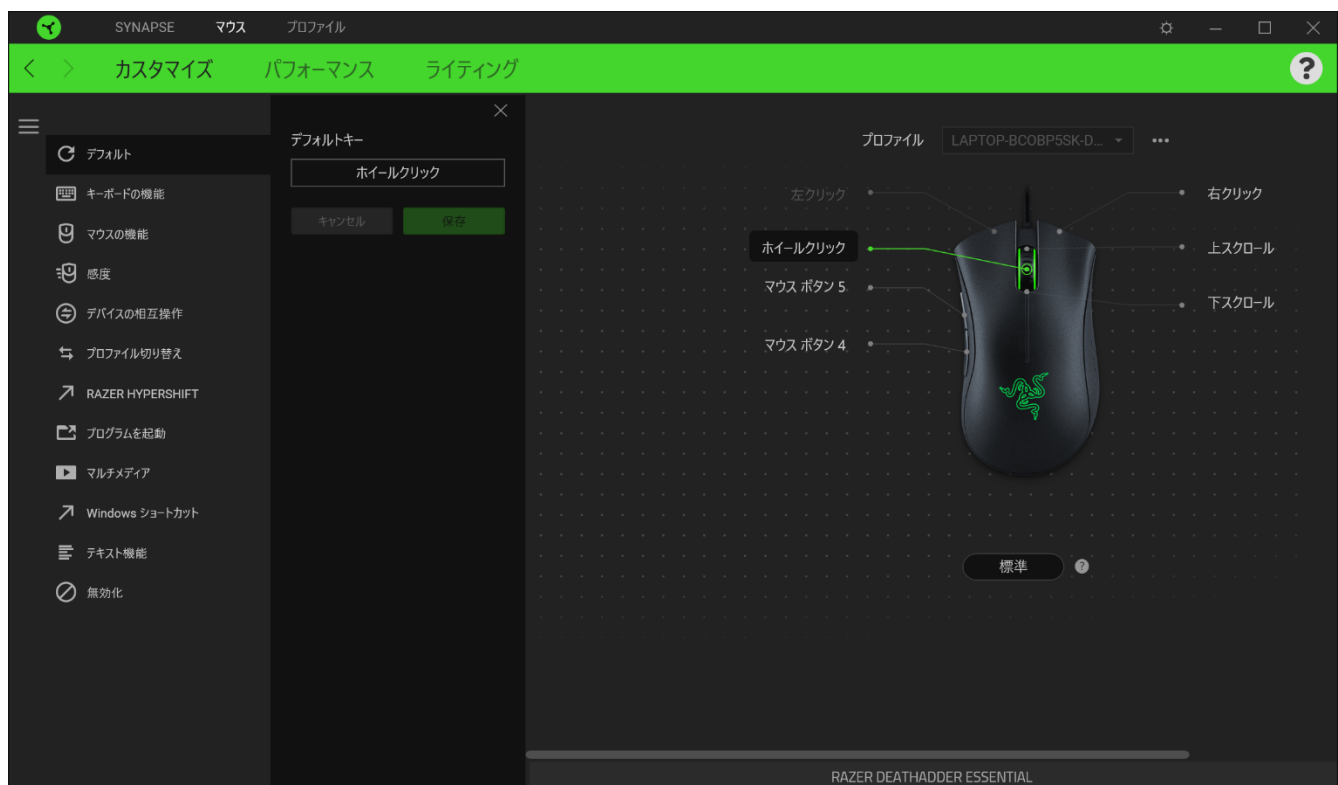 SYNAPSE マウス プロファイル
カスタマイズ パフォーマンス ライティング ?
デフォルト
キーボードの機能
マウスの機能
感度
デバイスの相互操作
プロファイル切り替え
RAZER HYPERSHIFT
プログラムを起動
マルチメディア
Windows ショートカット
テキスト機能
無効化
デフォルトキー
ホイールクリック
キャンセル 保存
プロファイル LAPTOP-BCOBP5SK-D...
左クリック
ホイールクリック
マウス ボタン 5
マウス ボタン 4
右クリック
上スクロール
下スクロール
標準 ?
RAZER DEATHADDER ESSENTIAL